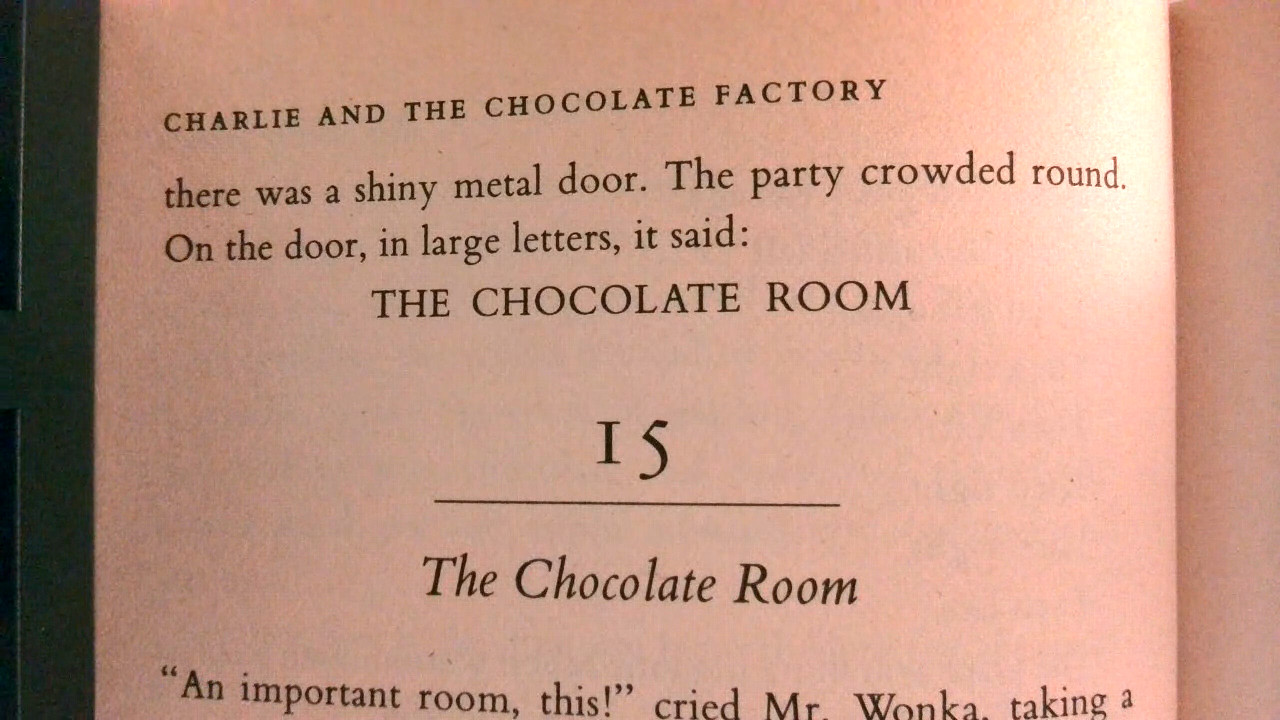 CHARLIE AND THE CHOCOLATE FACTORY
there was a shiny metal door. The party crowded round.
On the door, in large letters, it said:
THE CHOCOLATE ROOM
15
The Chocolate Room
“An important room, this!” cried Mr. Wonka, taking a